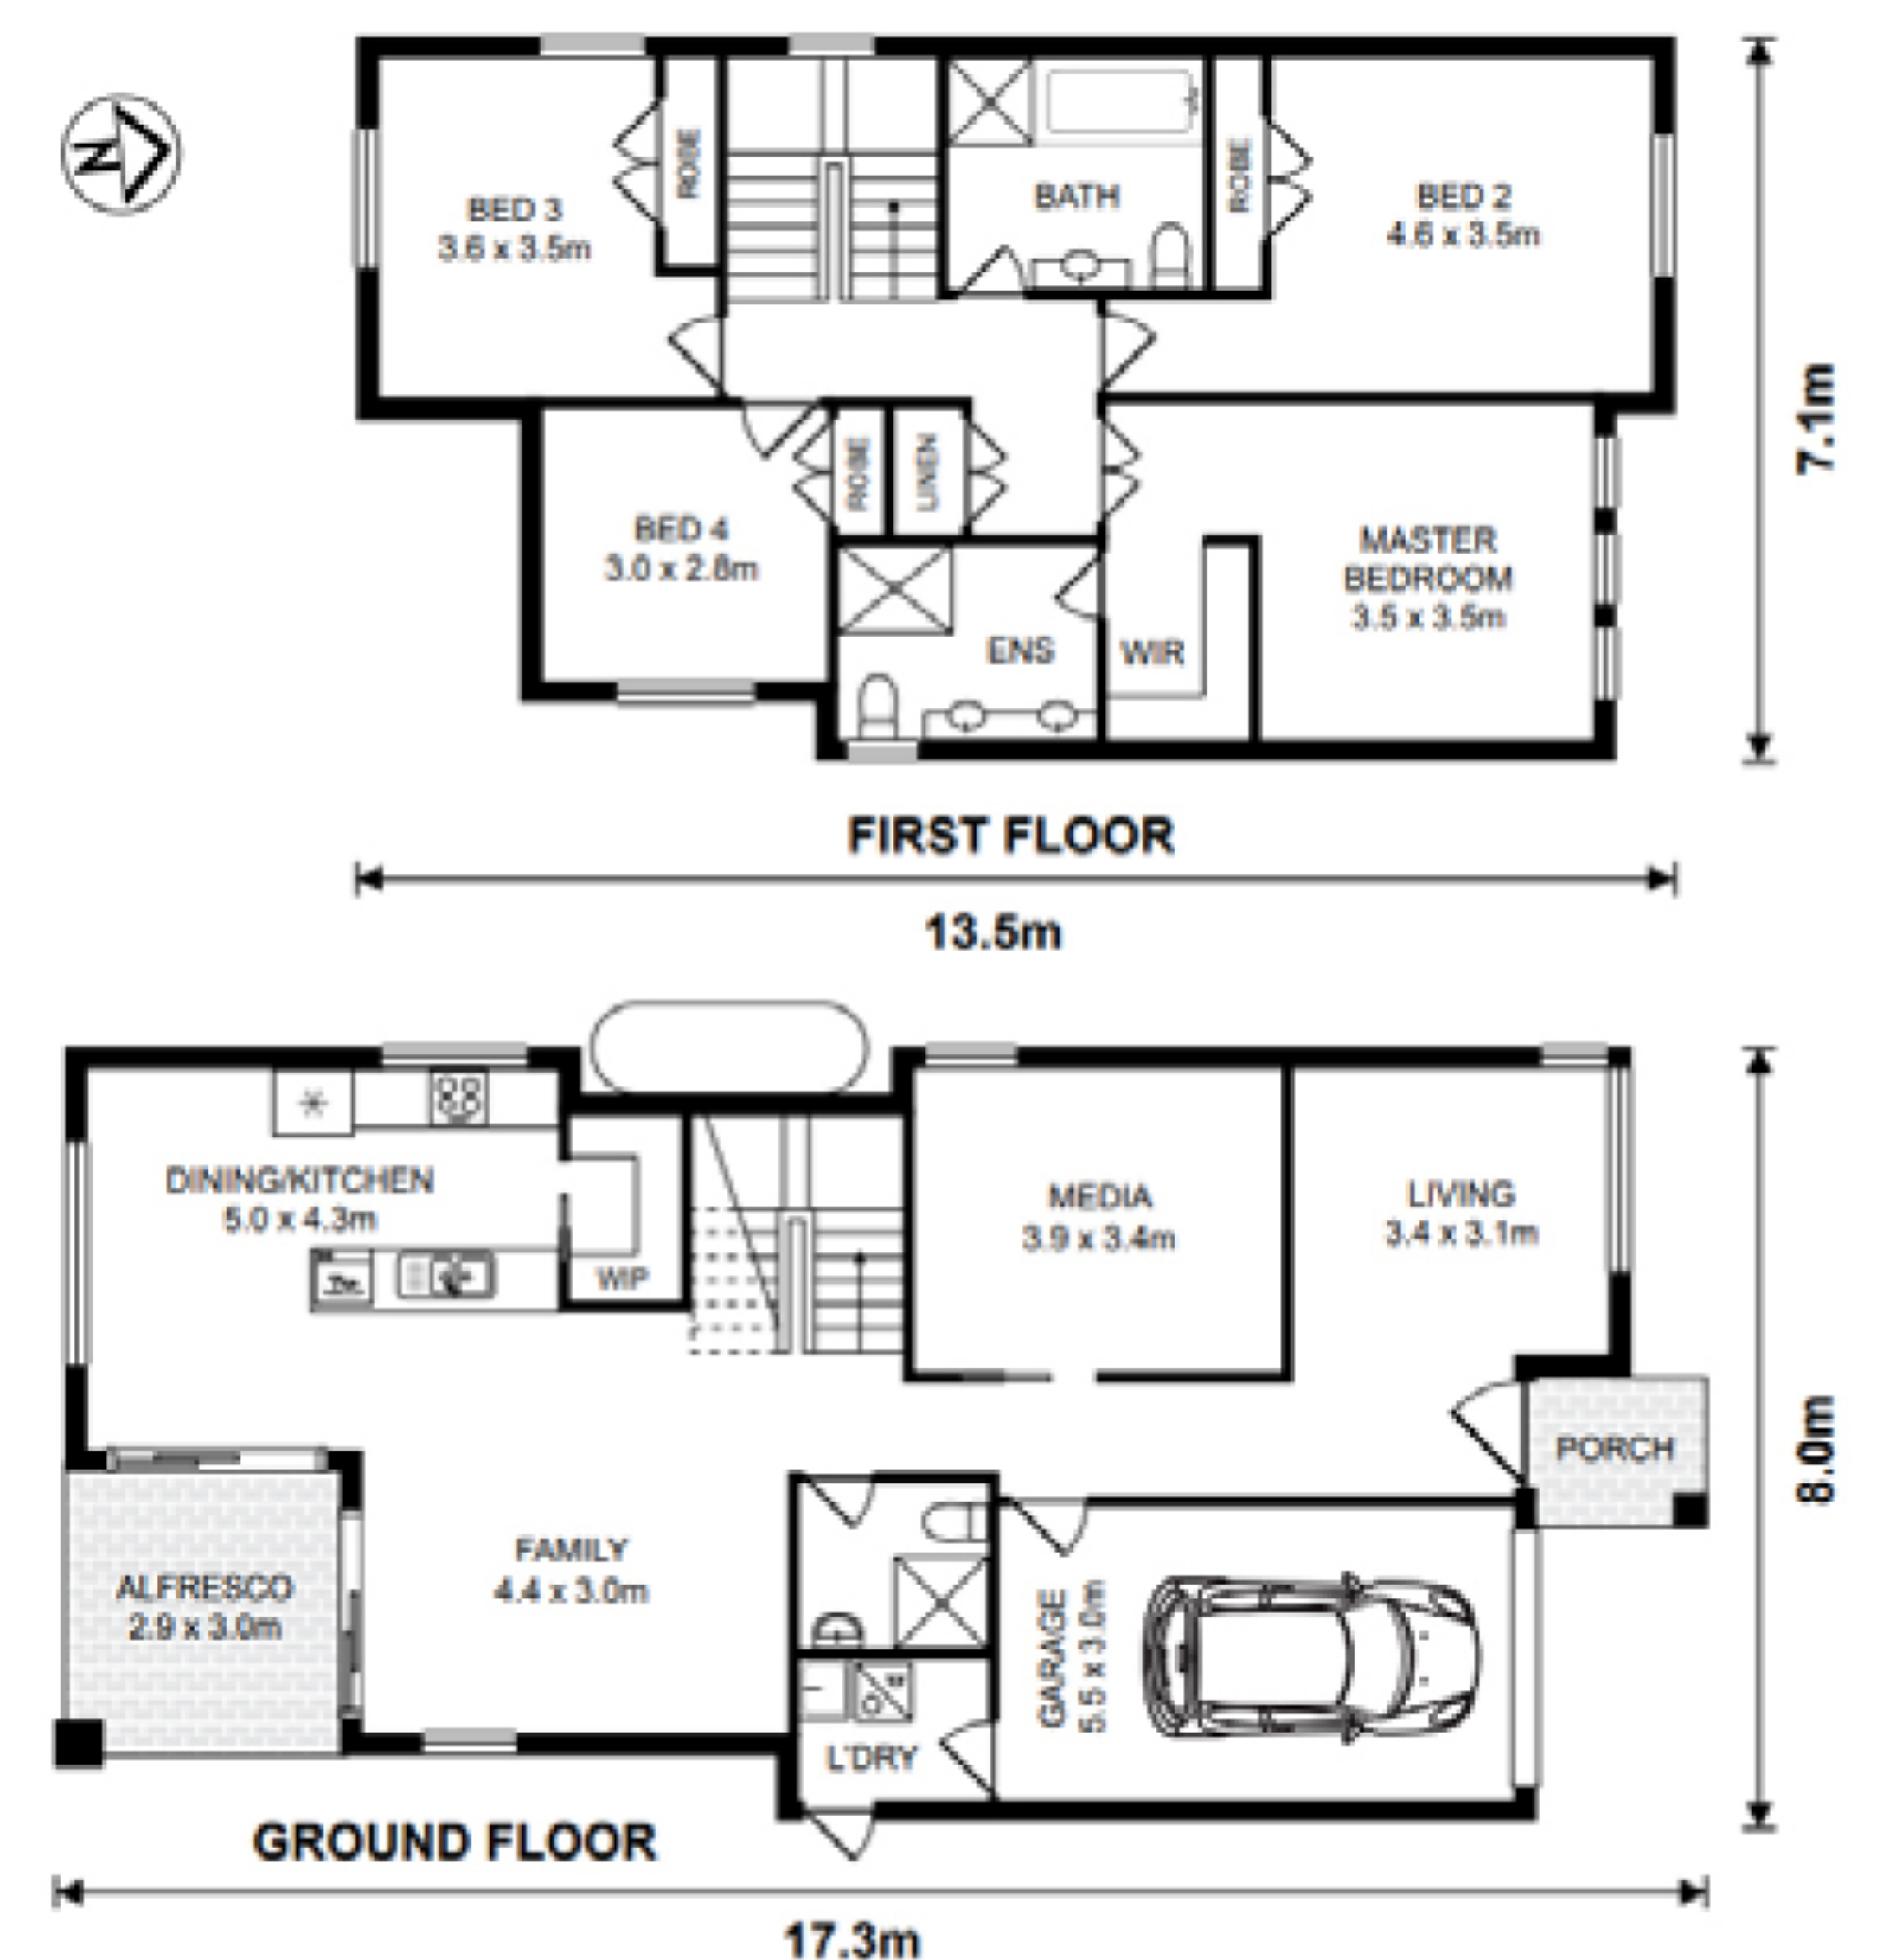 N
BED 3
3.6 x 3.5m
ROBE
BATH
ROBE
BED 2
4.6 x 3.5m
BED 4
3.0 x 2.8m
ROBE
LINEN
ENS
WIR
MASTER
BEDROOM
3.5 x 3.5m
7.1m
FIRST FLOOR
13.5m
DINING/KITCHEN
5.0 x 4.3m
WIP
MEDIA
3.9 x 3.4m
LIVING
3.4 x 3.1m
PORCH
ALFRESCO
2.9 x 3.0m
FAMILY
4.4 x 3.0m
L'DRY
GARAGE
5.5 x 3.0m
8.0m
GROUND FLOOR
17.3m